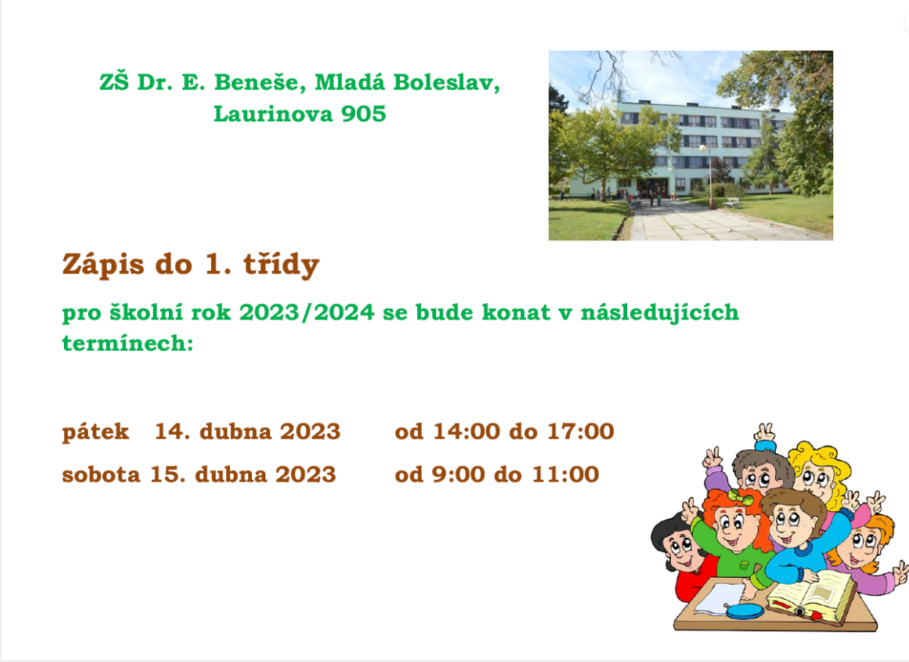 ZŠ Dr. E. Beneše, Mladá Boleslav,
Laurinova 905
Zápis do 1. třídy
pro školní rok 2023/2024 se bude konat v následujících
termínech:
pátek 14. dubna 2023 od 14:00 do 17:00
sobota 15. dubna 2023 od 9:00 do 11:00